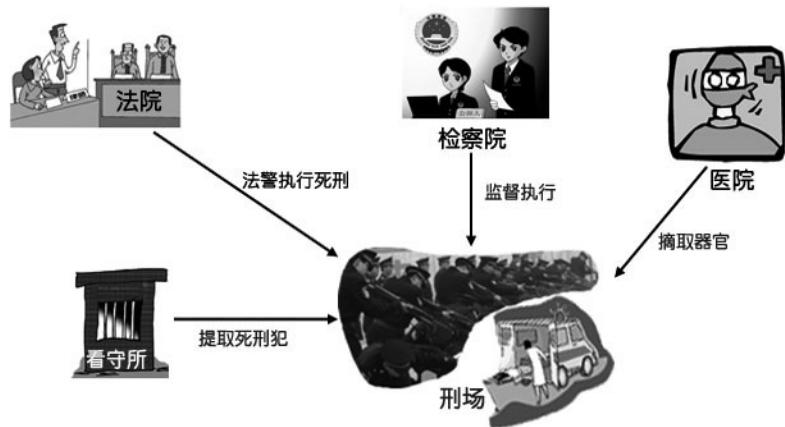 法院
检察院
医院
法警执行死刑
监督执行
摘取器官
看守所
提取死刑犯
刑场